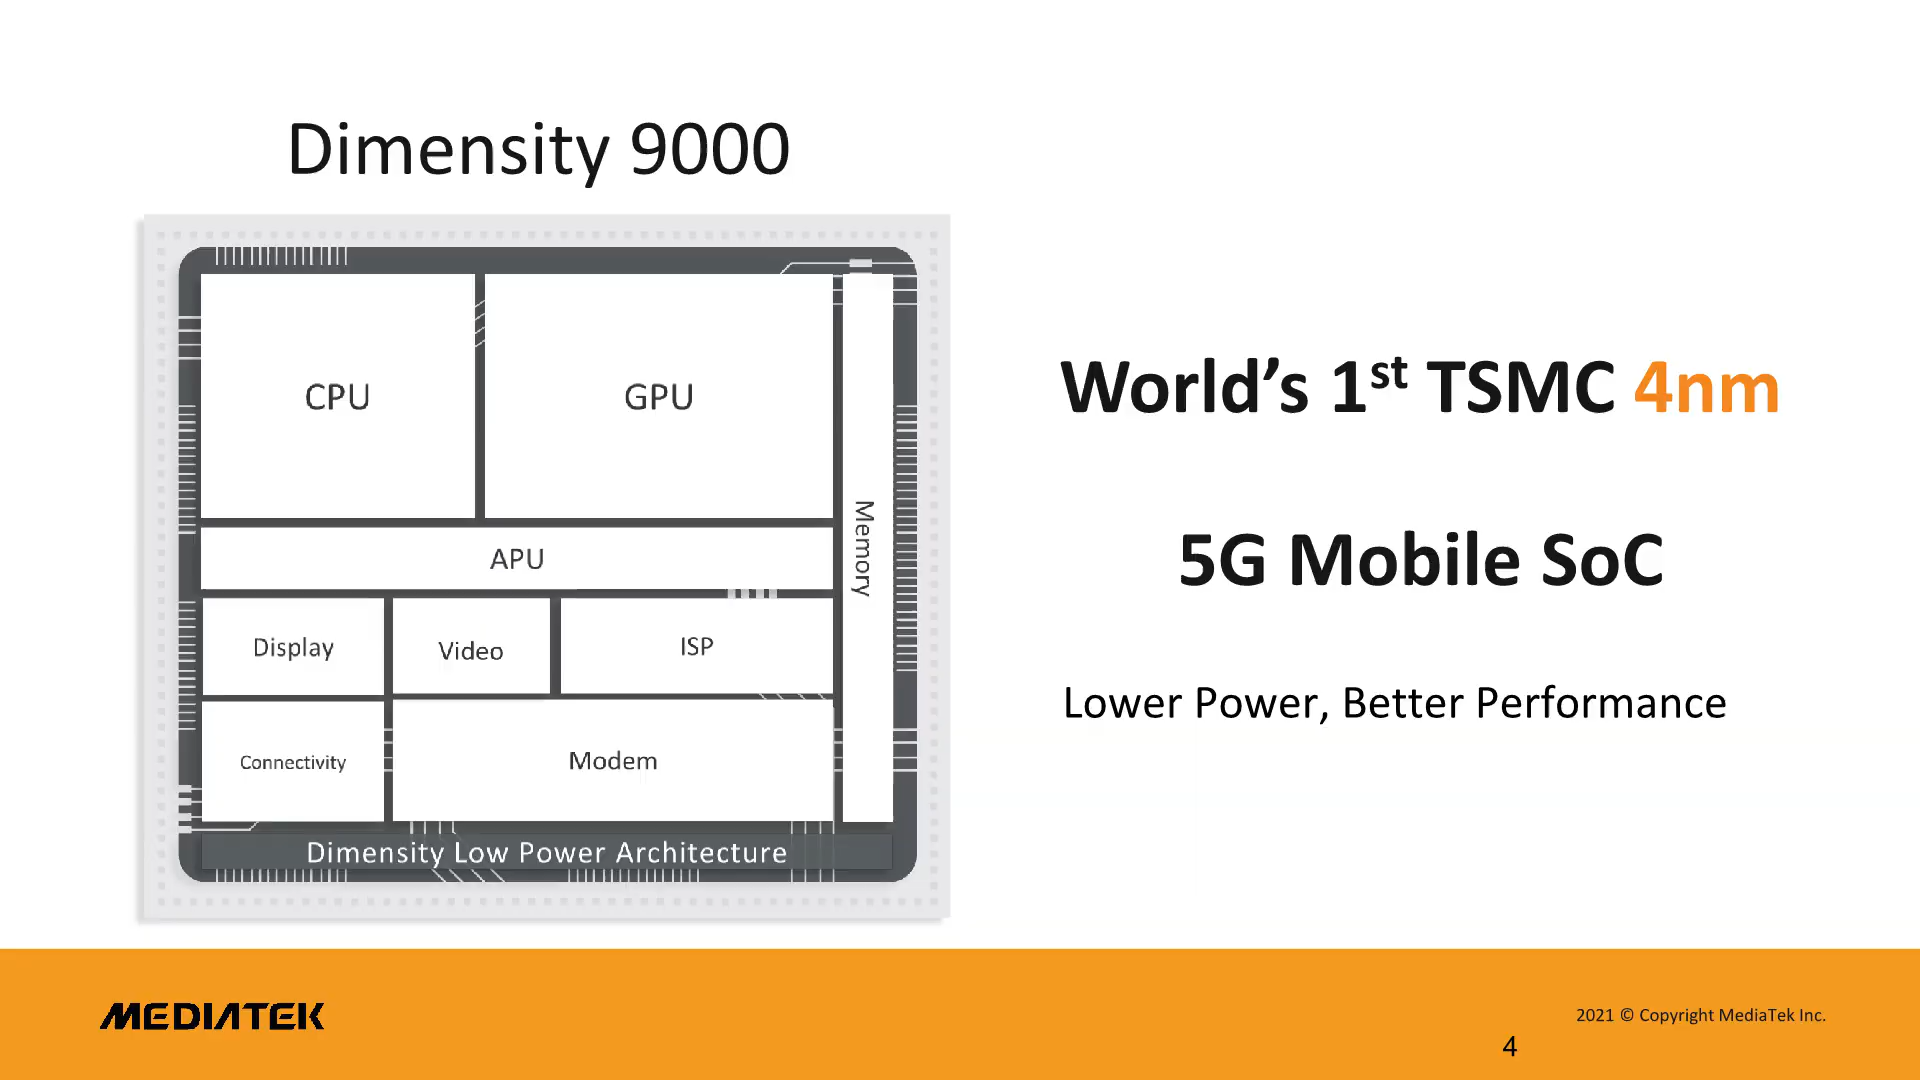 Dimensity 9000
CPU
GPU
Memory
APU
Display
Video
ISP
Connectivity
Modem
Dimensity Low Power Architecture
World’s 1st TSMC 4nm
5G Mobile SoC
Lower Power, Better Performance
MEDIATEK
2021 © Copyright MediaTek Inc.
4